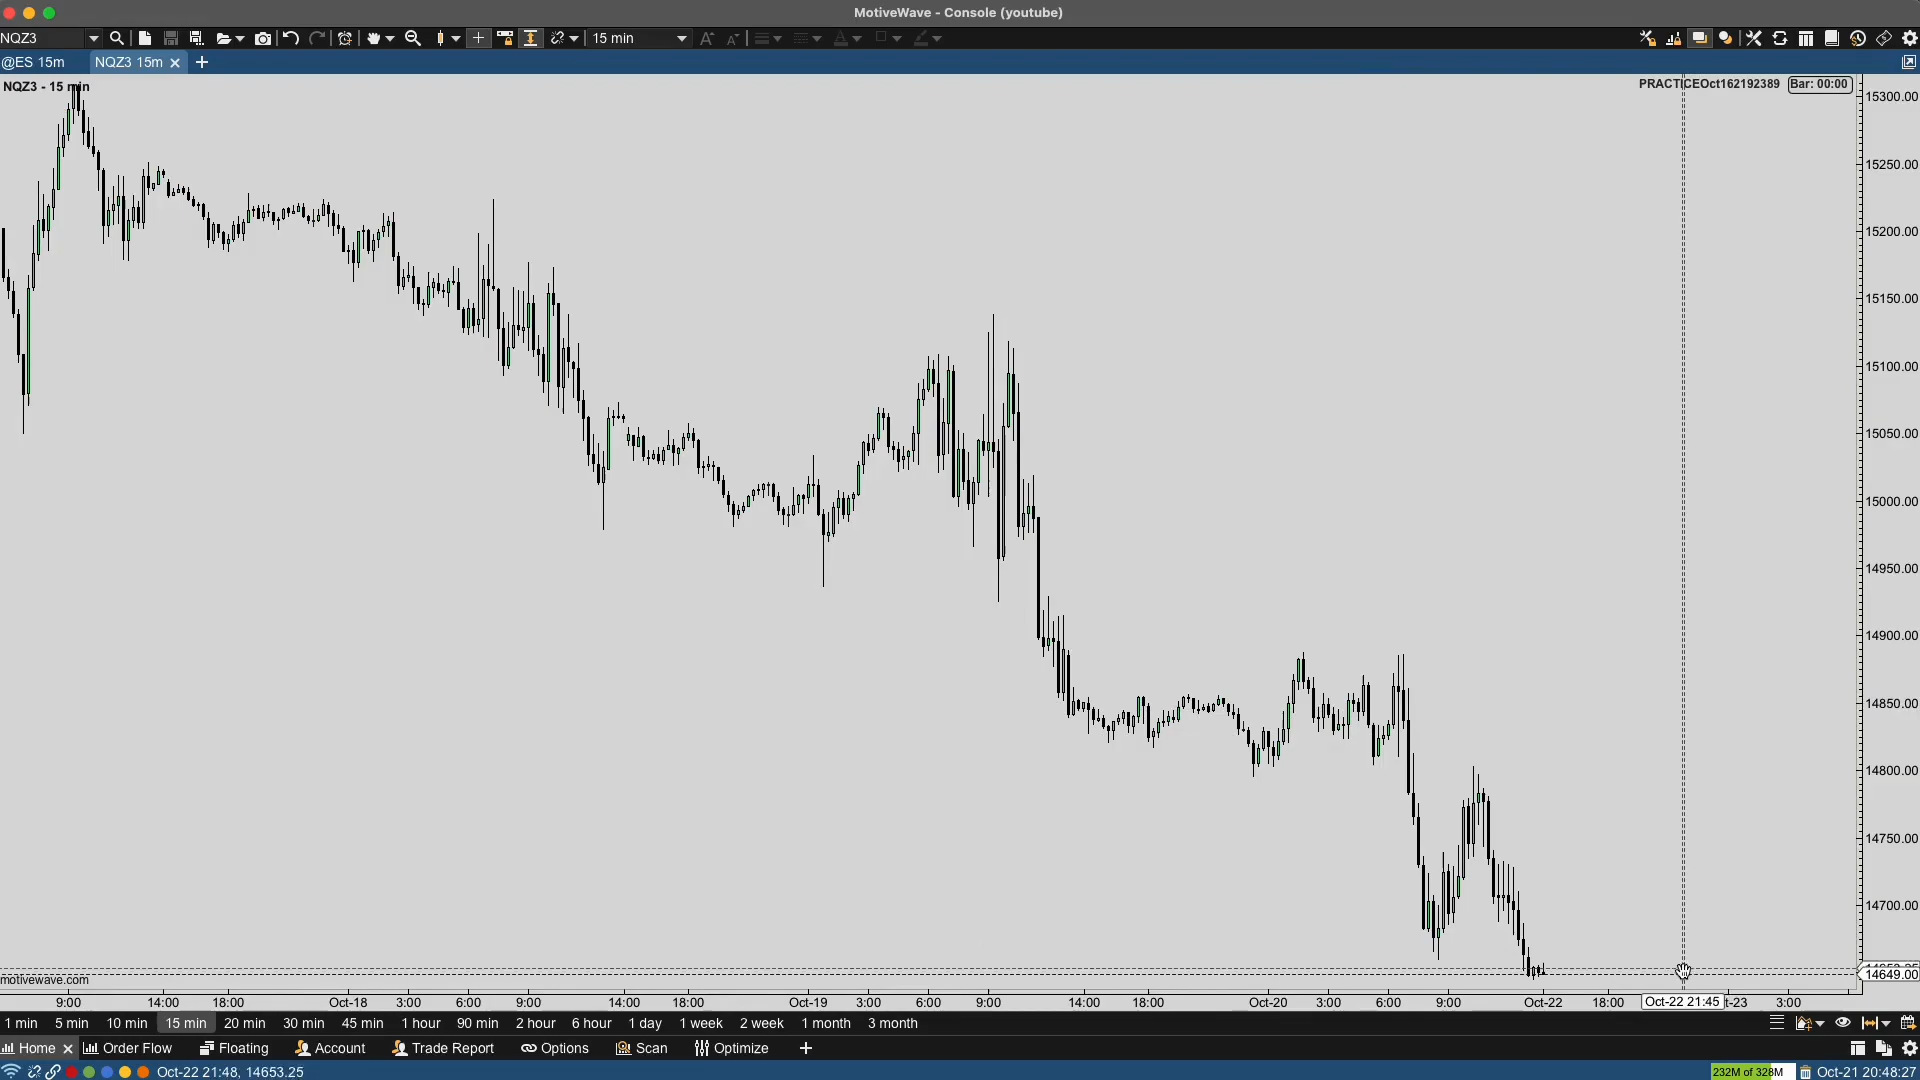 MotiveWave - Console (youtube)
NQZ3 15 min
@ES 15m NQZ3 15m
NQZ3 - 15 min PRACTICEOct162192389 Bar: 00:00
15300.00
15250.00
15200.00
15150.00
15100.00
15050.00
15000.00
14950.00
14900.00
14850.00
14800.00
14750.00
14700.00
14649.00
motivewave.com
9:00 14:00 18:00 Oct-18 3:00 6:00 9:00 14:00 18:00 Oct-19 3:00 6:00 9:00 14:00 18:00 Oct-20 3:00 6:00 9:00 Oct-22 18:00 Oct-22 21:45 t-23 3:00
1 min 5 min 10 min 15 min 20 min 30 min 45 min 1 hour 90 min 2 hour 6 hour 1 day 1 week 2 week 1 month 3 month
Home Order Flow Floating Account Trade Report Options Scan Optimize
Oct-22 21:48, 14653.25 232M of 328M Oct-21 20:48:27